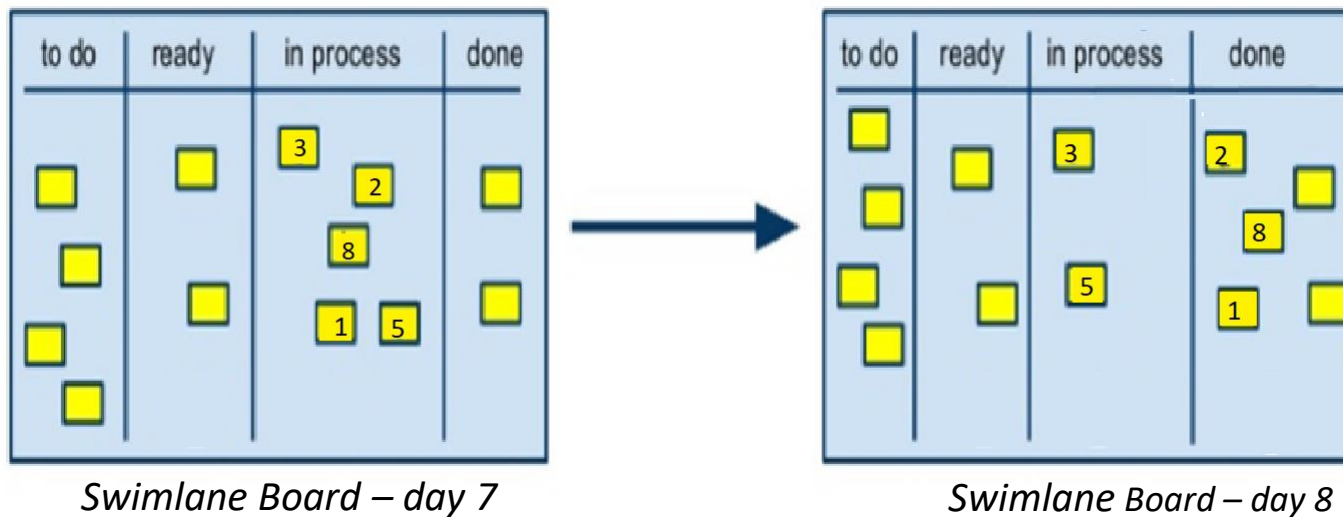 to do ready in process done
3
2
8
1 5
Swimlane Board – day 7
to do ready in process done
3 2
8
5
1
Swimlane Board – day 8